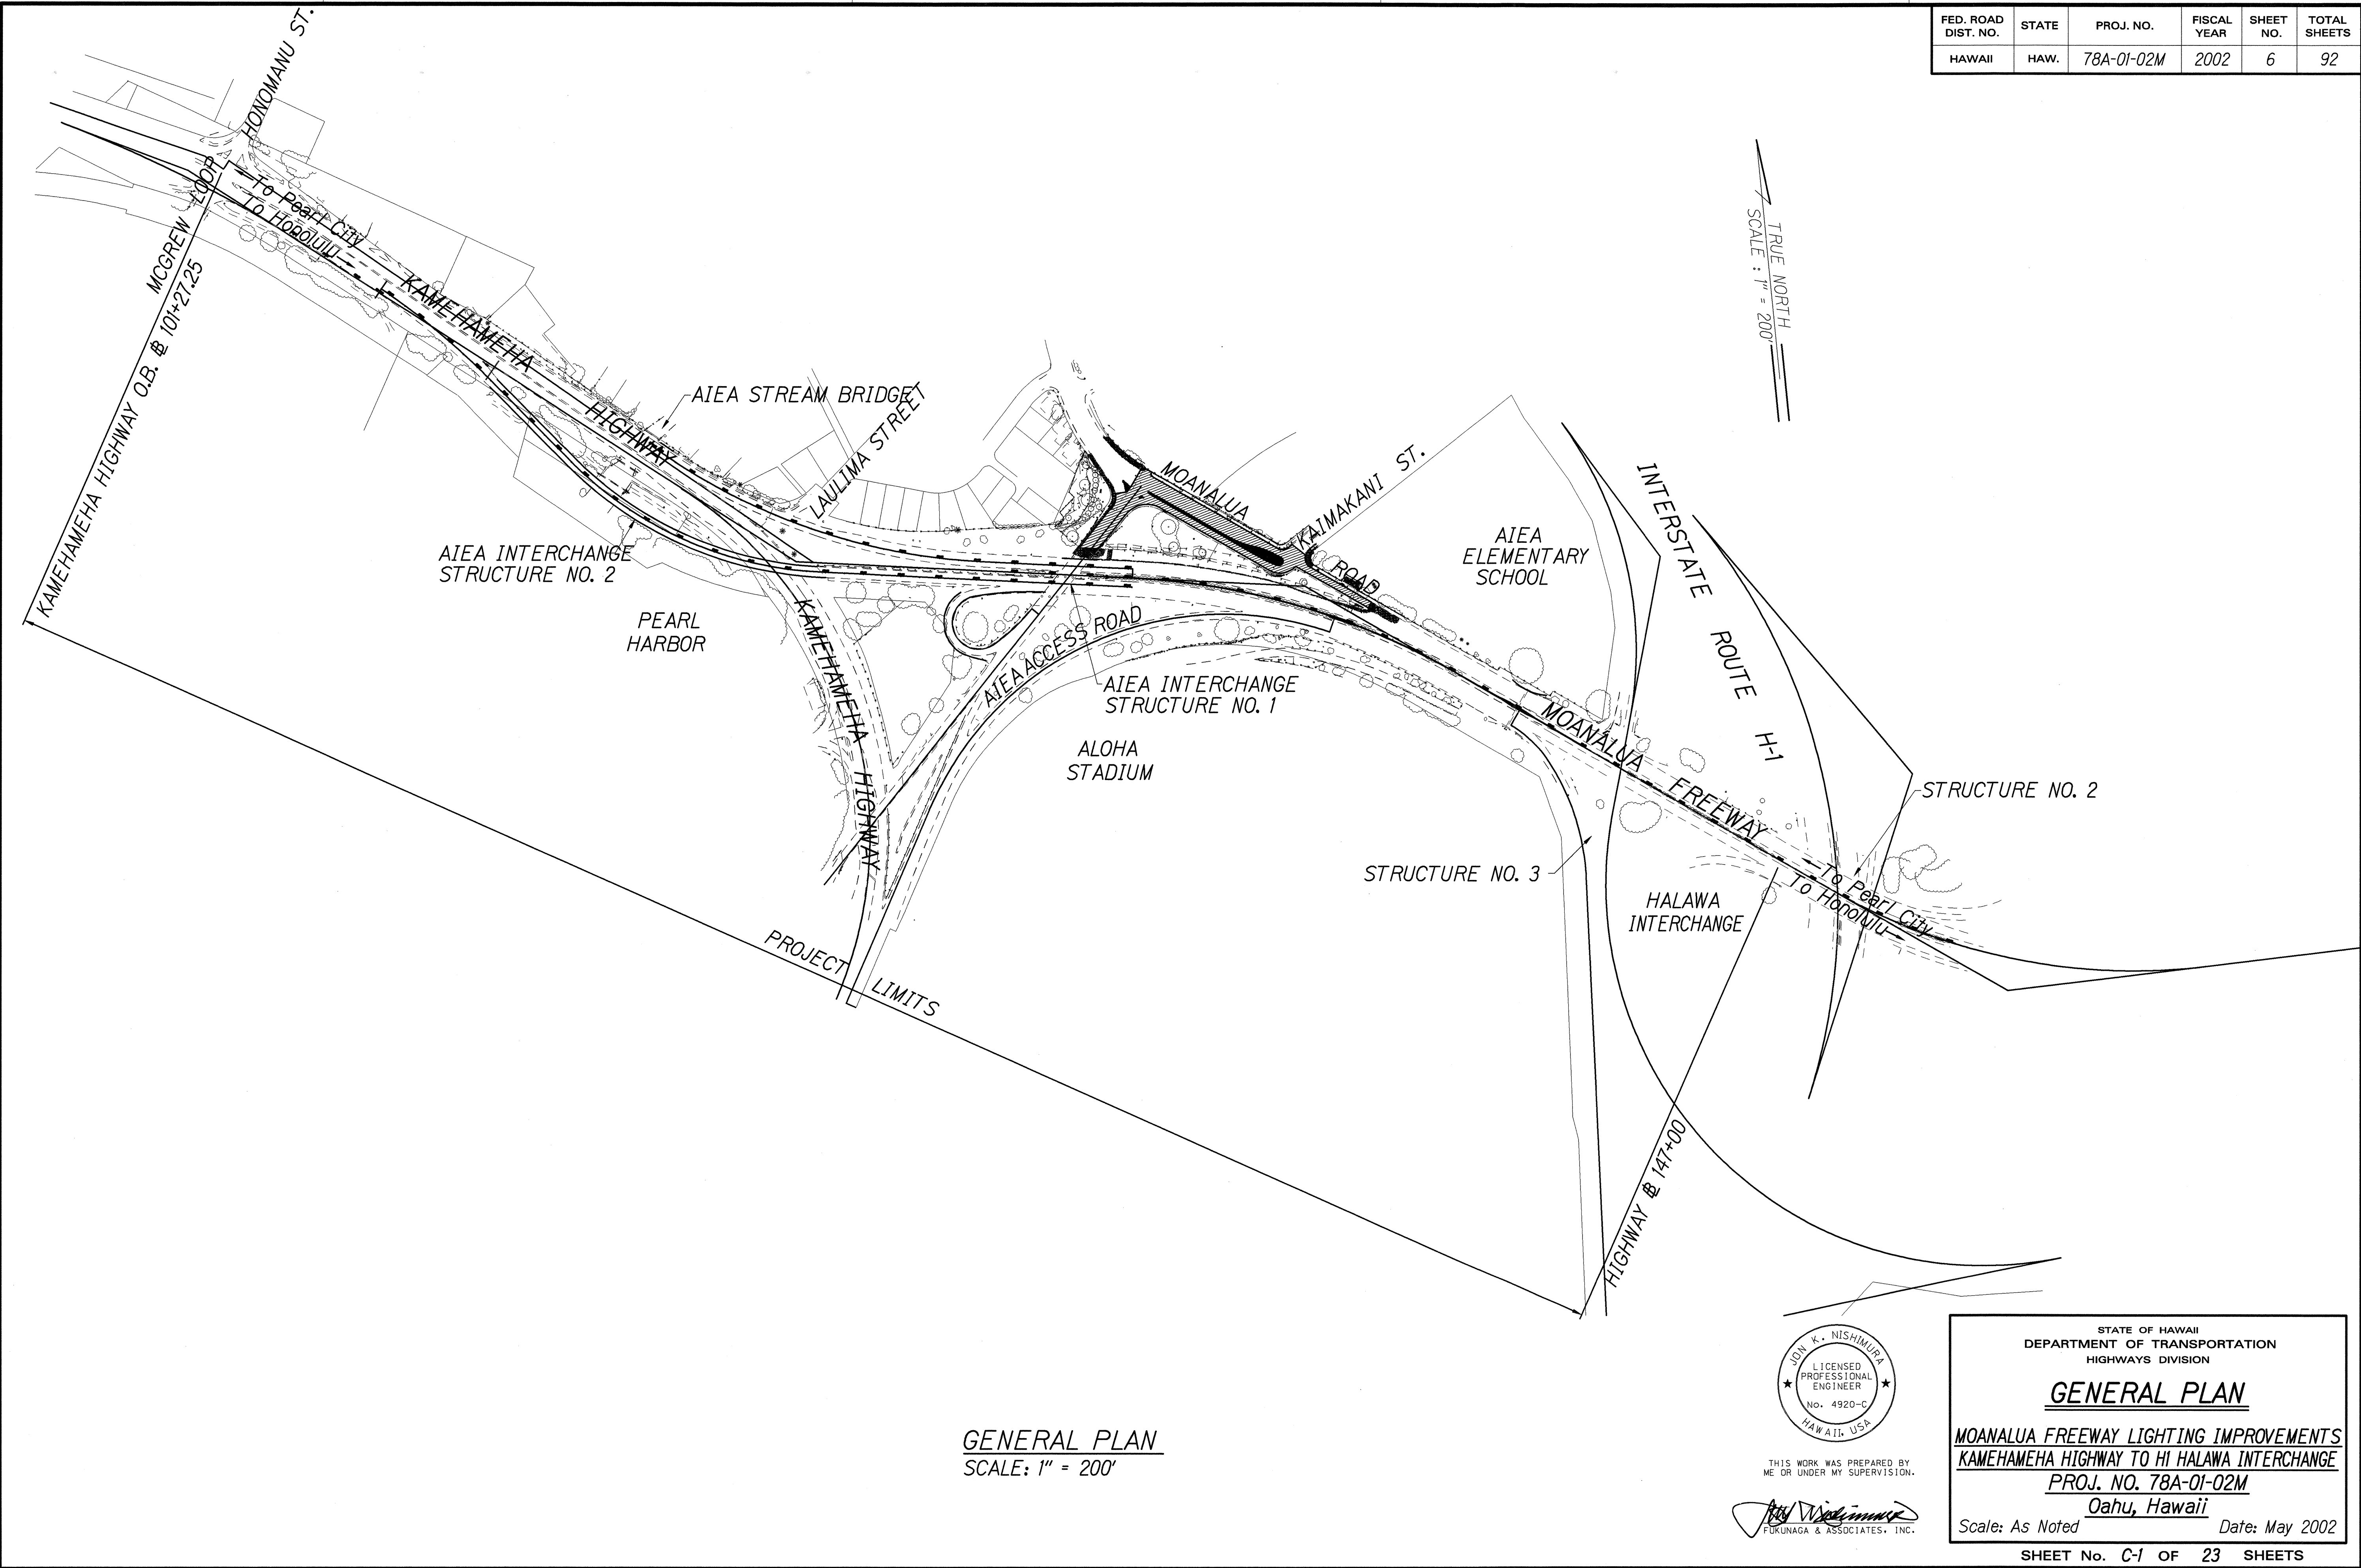 FED. ROAD DIST. NO. STATE PROJ. NO. FISCAL YEAR SHEET NO. TOTAL SHEETS
HAWAII HAW. 78A-01-02M 2002 6 92
HONOMANU ST.
MCGREW LOOP
KAMEHAMEHA HIGHWAY O.B. ⅊ 101+27.25
To Pearl City
To Honolulu
KAMEHAMEHA
HIGHWAY
AIEA STREAM BRIDGE
LAULIMA STREET
AIEA INTERCHANGE
STRUCTURE NO. 2
PEARL
HARBOR
KAMEHAMEHA
HIGHWAY
MOANALUA
ROAD
KAIMAKANI ST.
AIEA
ELEMENTARY
SCHOOL
AIEA ACCESS ROAD
AIEA INTERCHANGE
STRUCTURE NO. 1
ALOHA
STADIUM
TRUE NORTH
SCALE : 1" = 200'
INTERSTATE ROUTE H-1
MOANALUA
FREEWAY
STRUCTURE NO. 2
STRUCTURE NO. 3
To Pearl City
To Honolulu
HALAWA
INTERCHANGE
PROJECT
LIMITS
HIGHWAY ⅊ 147+00
GENERAL PLAN
SCALE: 1" = 200'
JON K. NISHIMURA
LICENSED
PROFESSIONAL
ENGINEER
No. 4920-C
HAWAII, USA
THIS WORK WAS PREPARED BY
ME OR UNDER MY SUPERVISION.
FUKUNAGA & ASSOCIATES, INC.
STATE OF HAWAII
DEPARTMENT OF TRANSPORTATION
HIGHWAYS DIVISION
GENERAL PLAN
MOANALUA FREEWAY LIGHTING IMPROVEMENTS
KAMEHAMEHA HIGHWAY TO H1 HALAWA INTERCHANGE
PROJ. NO. 78A-01-02M
Oahu, Hawaii
Scale: As Noted Date: May 2002
SHEET No. C-1 OF 23 SHEETS